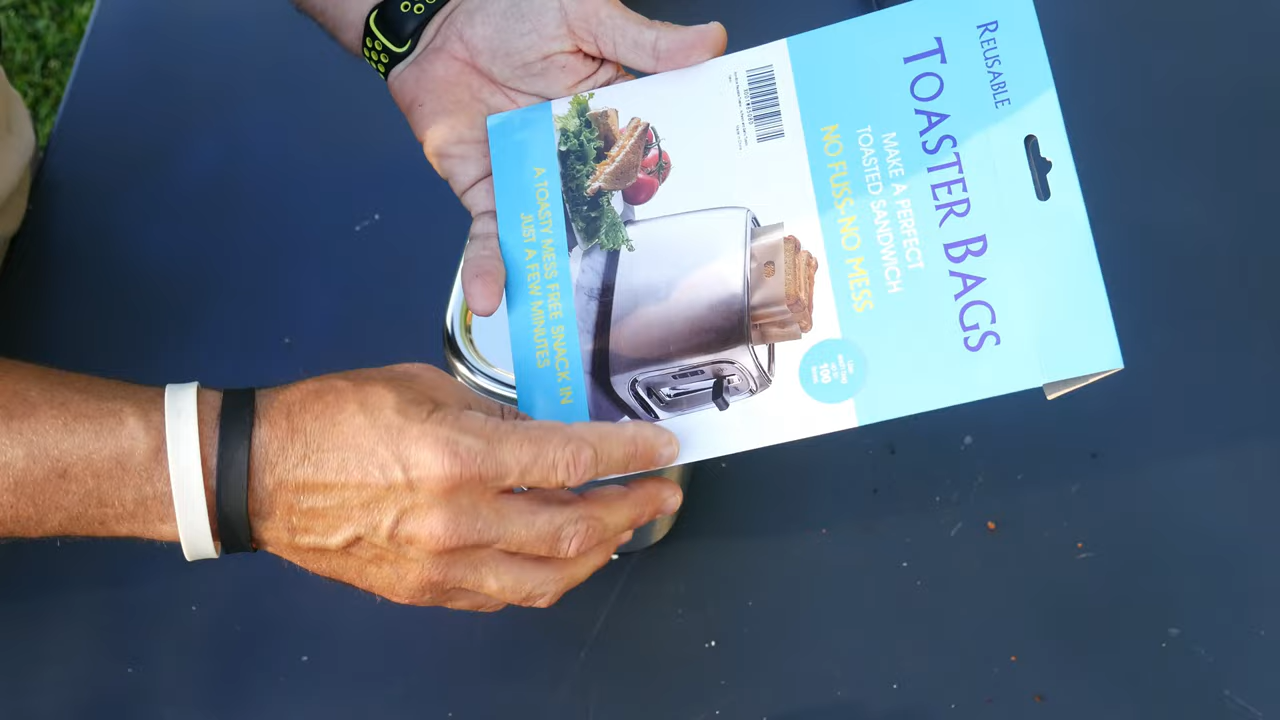 REUSABLE
TOASTER BAGS
MAKE A PERFECT
TOASTED SANDWICH
NO FUSS-NO MESS
100
A TOASTY MESS FREE SNACK IN
JUST A FEW MINUTES